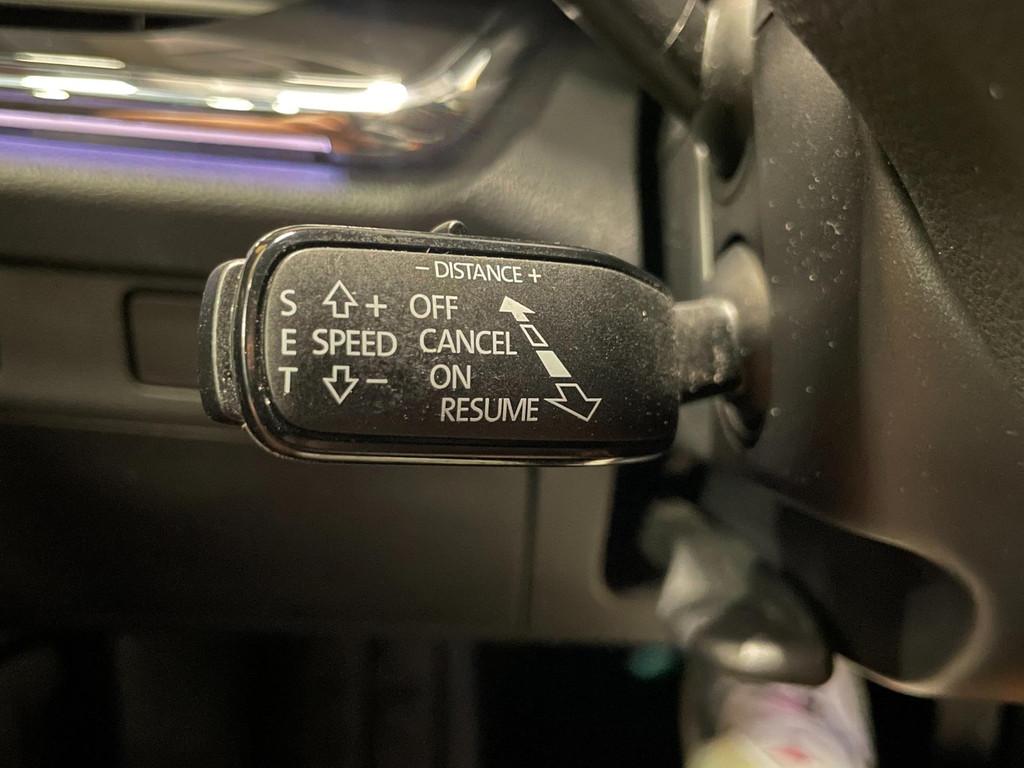 − DISTANCE +
S + OFF
E SPEED CANCEL
T − ON
RESUME